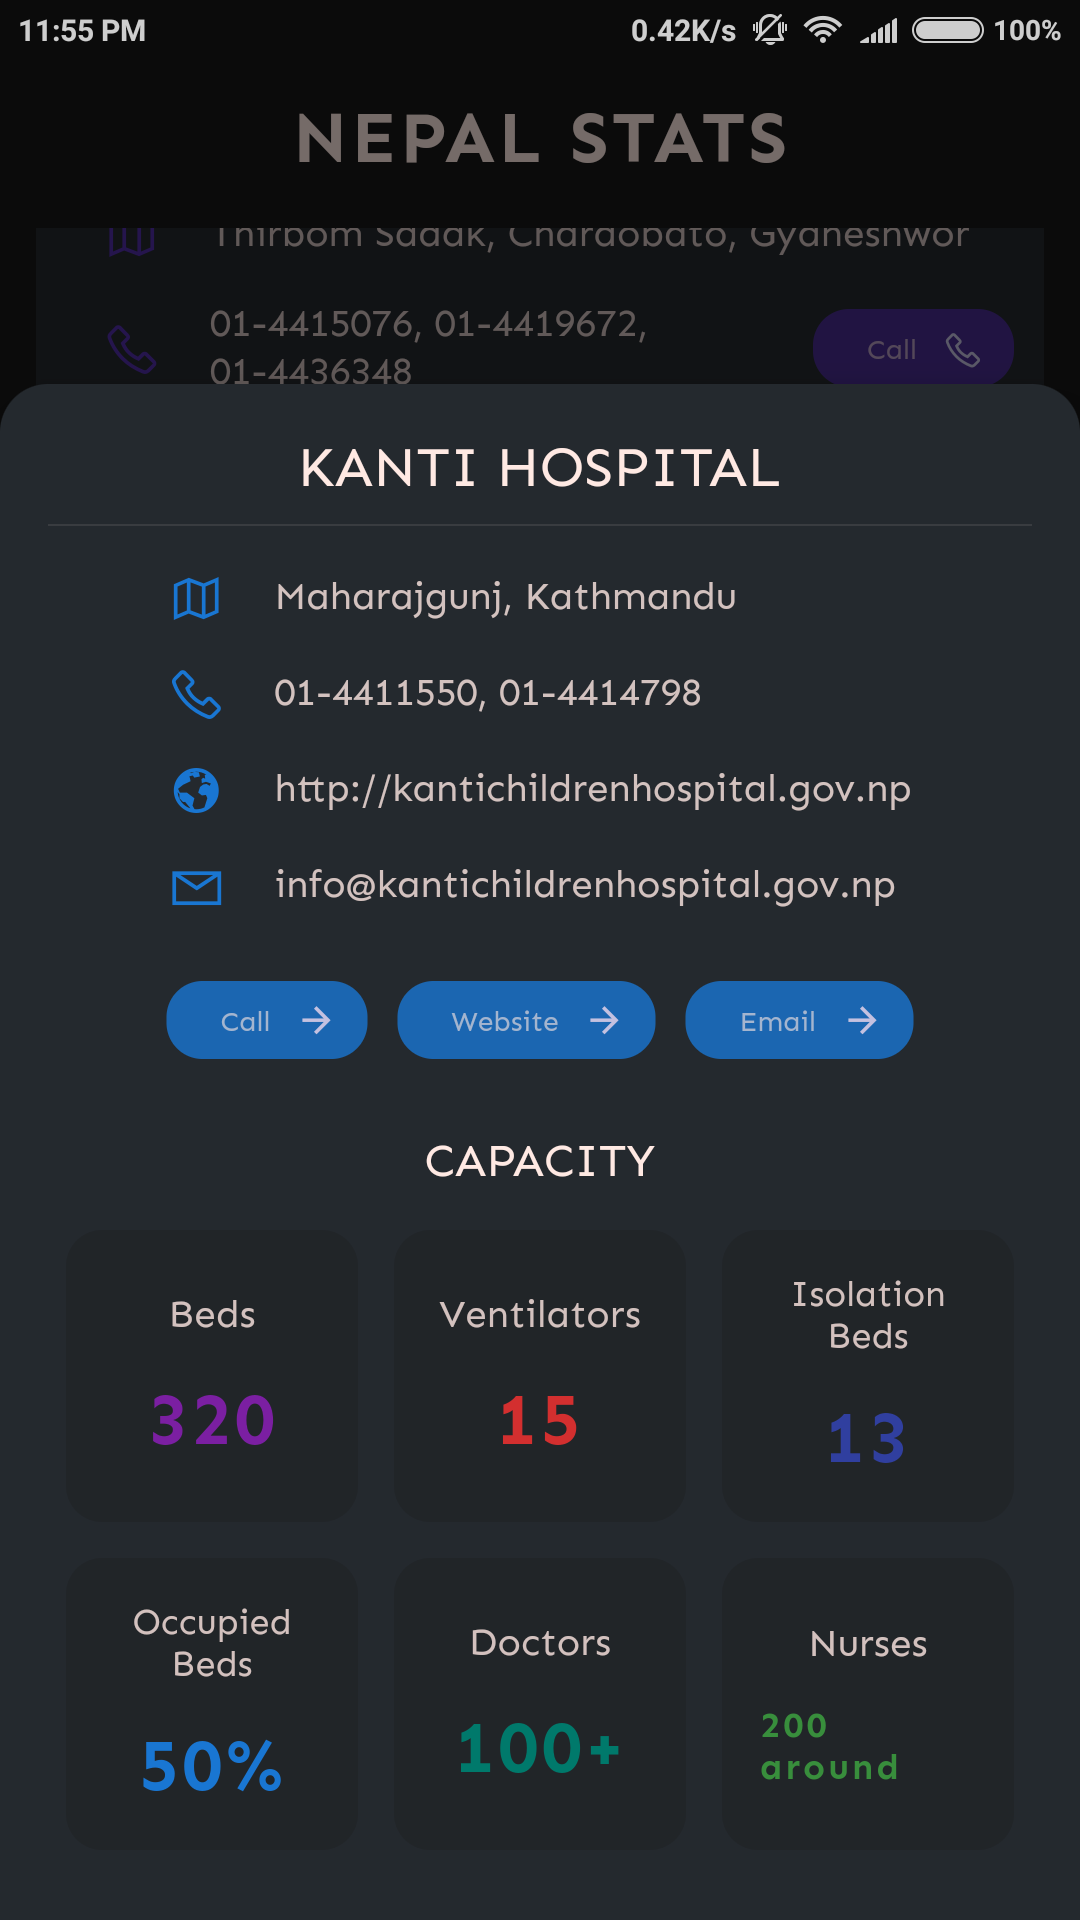 11:55 PM 0.42K/s 100%
NEPAL STATS
Thirbom Sadak, Chardobato, Gyaneshwor
01-4415076, 01-4419672,
01-4436348
Call
KANTI HOSPITAL
Maharajgunj, Kathmandu
01-4411550, 01-4414798
http://kantichildrenhospital.gov.np
info@kantichildrenhospital.gov.np
Call Website Email
CAPACITY
Beds
320
Ventilators
15
Isolation
Beds
13
Occupied
Beds
50%
Doctors
100+
Nurses
200
around